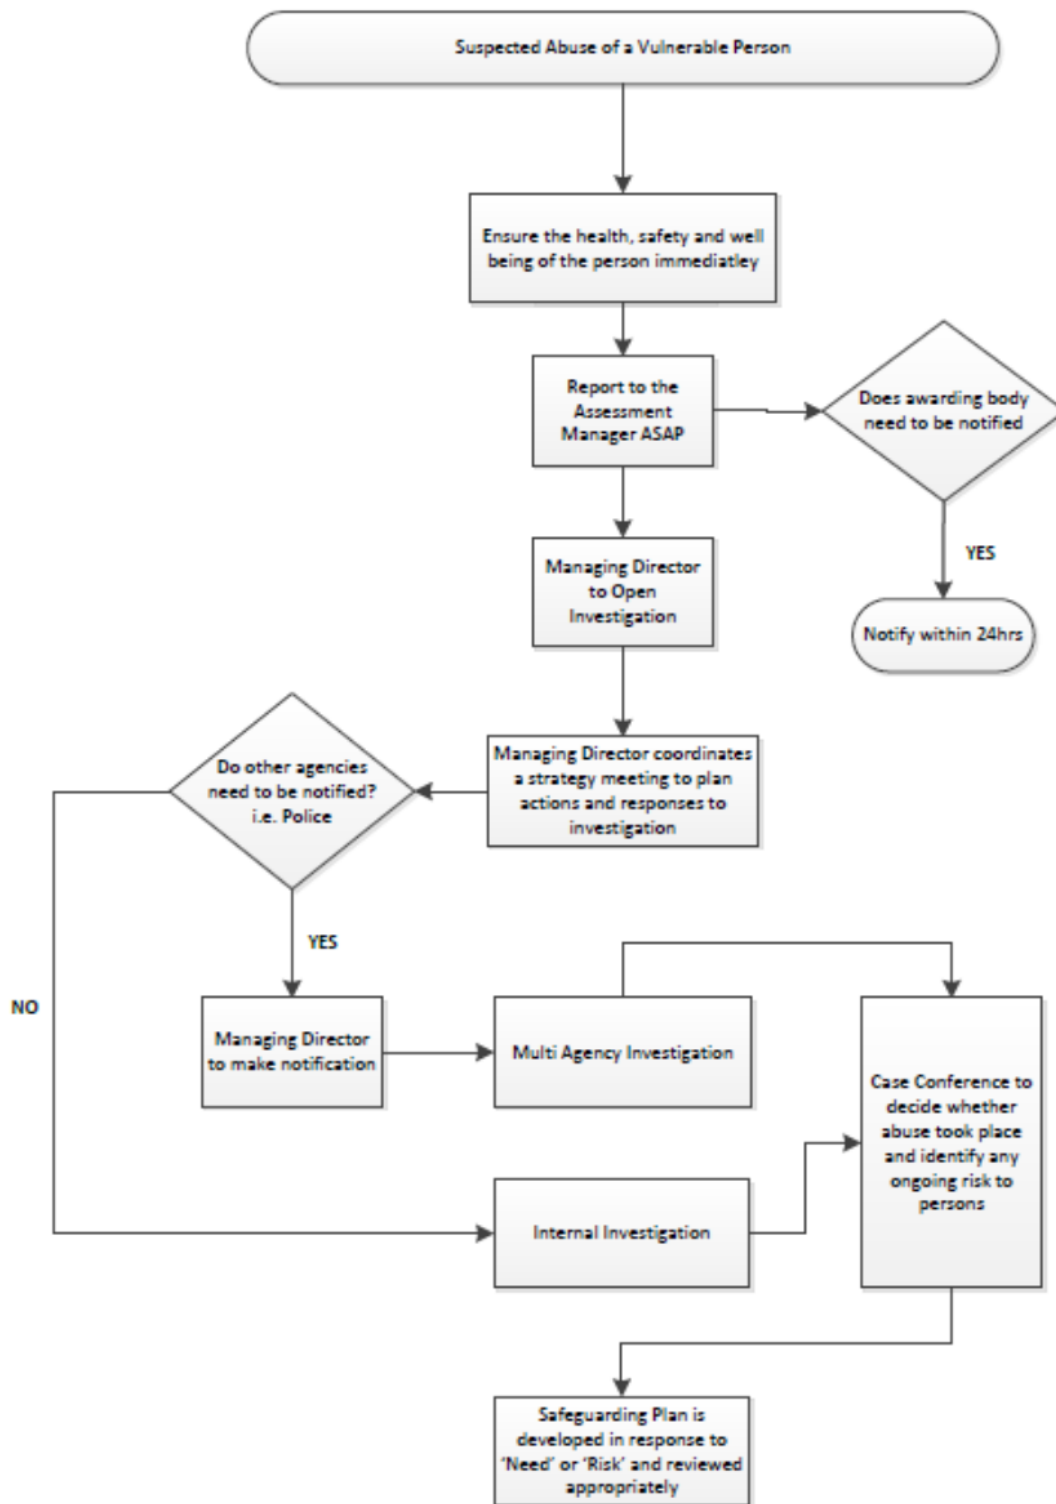 Suspected Abuse of a Vulnerable Person
Ensure the health, safety and well
being of the person immediatley
Report to the
Assessment
Manager ASAP
Does awarding body
need to be notified
YES
Notify within 24hrs
Managing Director
to Open
Investigation
Managing Director coordinates
a strategy meeting to plan
actions and responses to
investigation
Do other agencies
need to be notified?
i.e. Police
YES
NO
Managing Director
to make notification
Multi Agency Investigation
Internal Investigation
Case Conference to
decide whether
abuse took place
and identify any
ongoing risk to
persons
Safeguarding Plan is
developed in response to
'Need' or 'Risk' and reviewed
appropriately